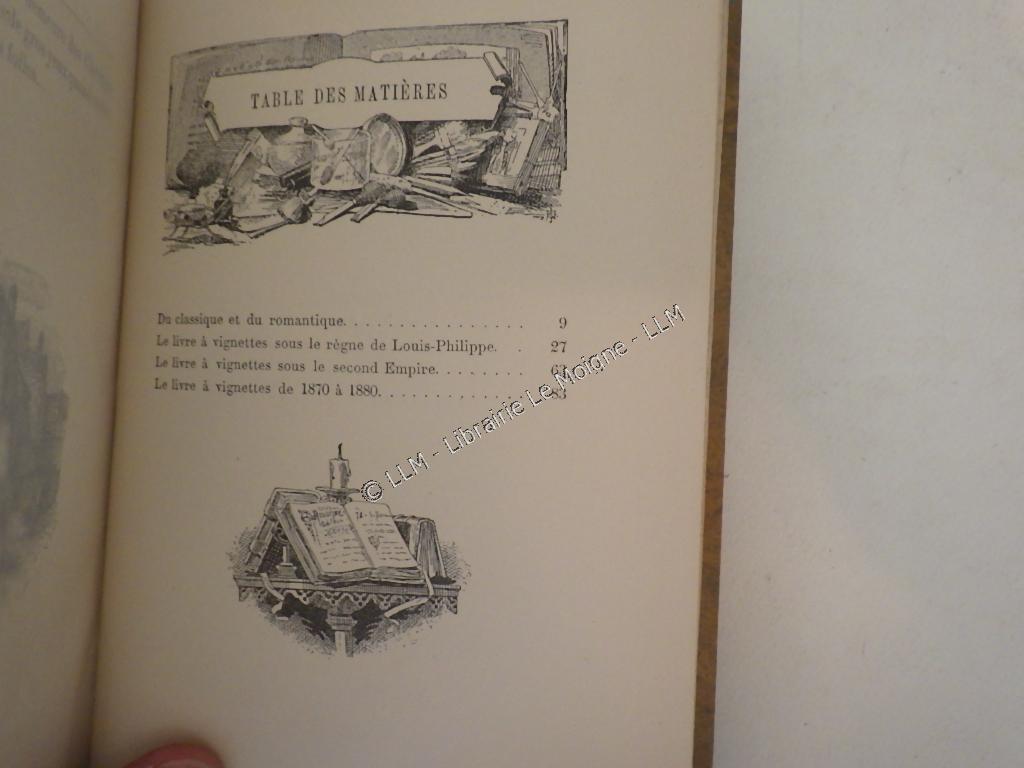 TABLE DES MATIÈRES
Du classique et du romantique. . . . . . . . . . . . . . . . 9
Le livre à vignettes sous le règne de Louis-Philippe. . 27
Le livre à vignettes sous le second Empire. . . . . . . .
Le livre à vignettes de 1870 à 1880. . . . . . . . . . . . . 83
© LLM - Librairie Le Moigne - LLM